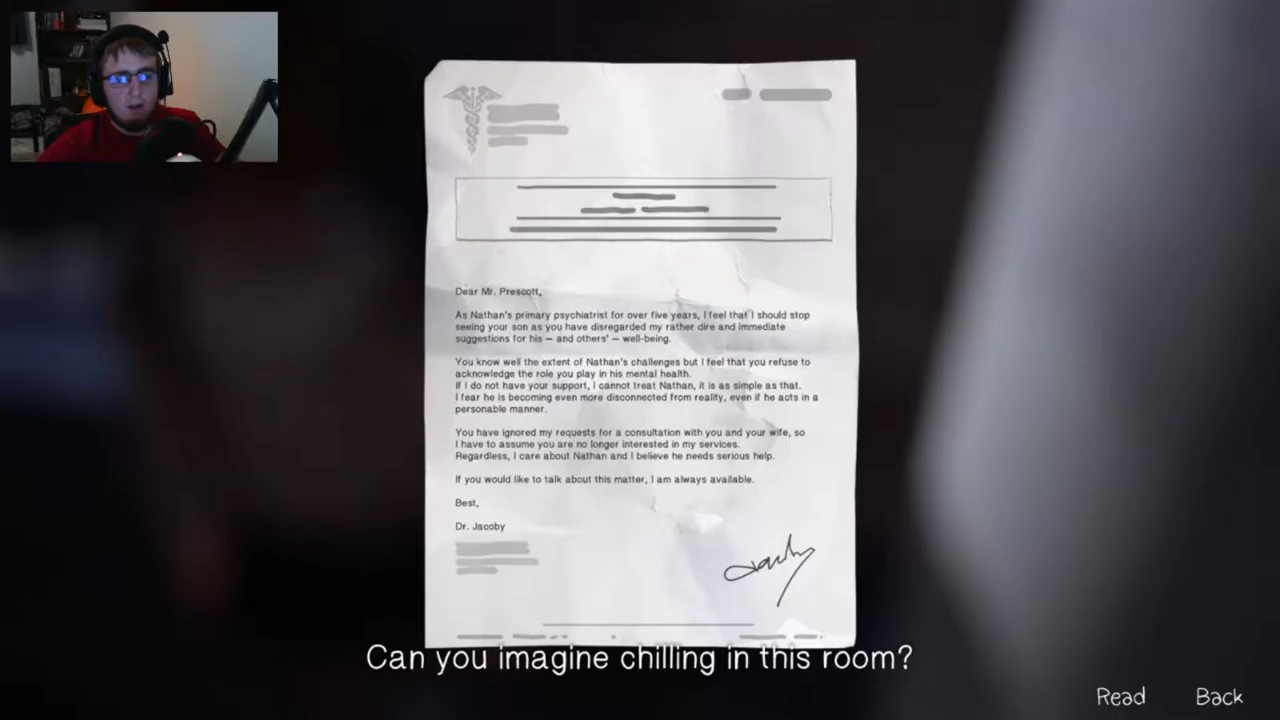 Dear Mr. Prescott,
As Nathan's primary psychiatrist for over five years, I feel that I should stop
seeing your son as you have disregarded my rather dire and immediate
suggestions for his — and others' — well-being.
You know well the extent of Nathan's challenges but I feel that you refuse to
acknowledge the role you play in his mental health.
If I do not have your support, I cannot treat Nathan, it is as simple as that.
I fear he is becoming even more disconnected from reality, even if he acts in a
personable manner.
You have ignored my requests for a consultation with you and your wife, so
I have to assume you are no longer interested in my services.
Regardless, I care about Nathan and I believe he needs serious help.
If you would like to talk about this matter, I am always available.
Best,
Dr. Jacoby
Can you imagine chilling in this room?
Read Back